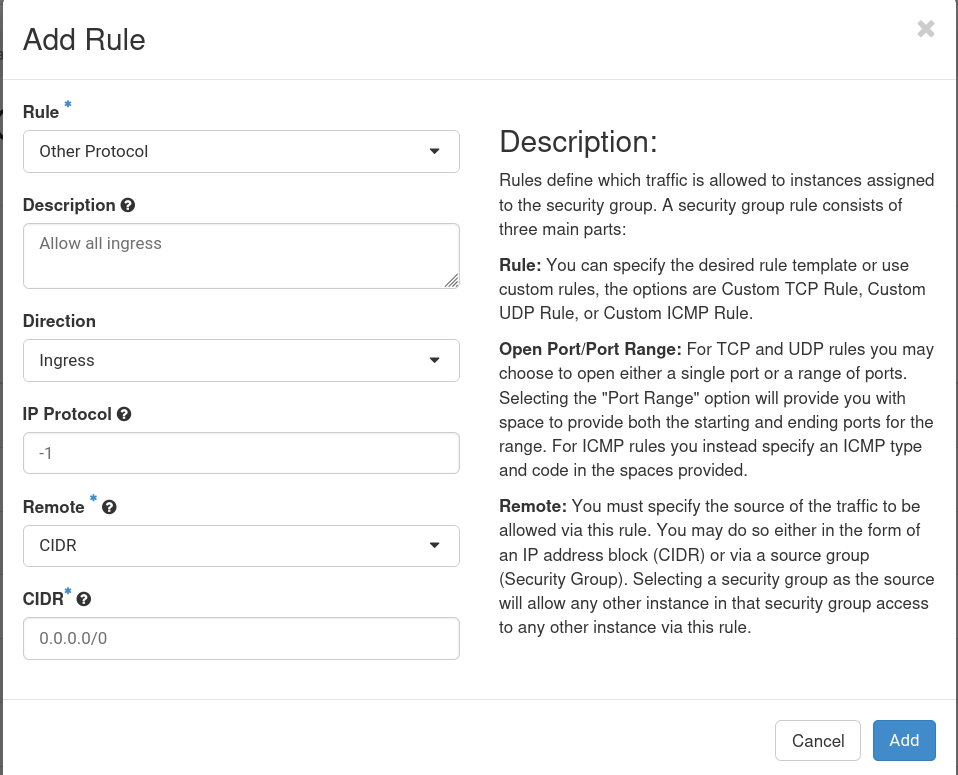 Add Rule
×
Rule *
Other Protocol
Description ?
Allow all ingress
Direction
Ingress
IP Protocol ?
-1
Remote * ?
CIDR
CIDR* ?
0.0.0.0/0
Description:
Rules define which traffic is allowed to instances assigned
to the security group. A security group rule consists of
three main parts:
Rule: You can specify the desired rule template or use
custom rules, the options are Custom TCP Rule, Custom
UDP Rule, or Custom ICMP Rule.
Open Port/Port Range: For TCP and UDP rules you may
choose to open either a single port or a range of ports.
Selecting the "Port Range" option will provide you with
space to provide both the starting and ending ports for the
range. For ICMP rules you instead specify an ICMP type
and code in the spaces provided.
Remote: You must specify the source of the traffic to be
allowed via this rule. You may do so either in the form of
an IP address block (CIDR) or via a source group
(Security Group). Selecting a security group as the source
will allow any other instance in that security group access
to any other instance via this rule.
Cancel
Add